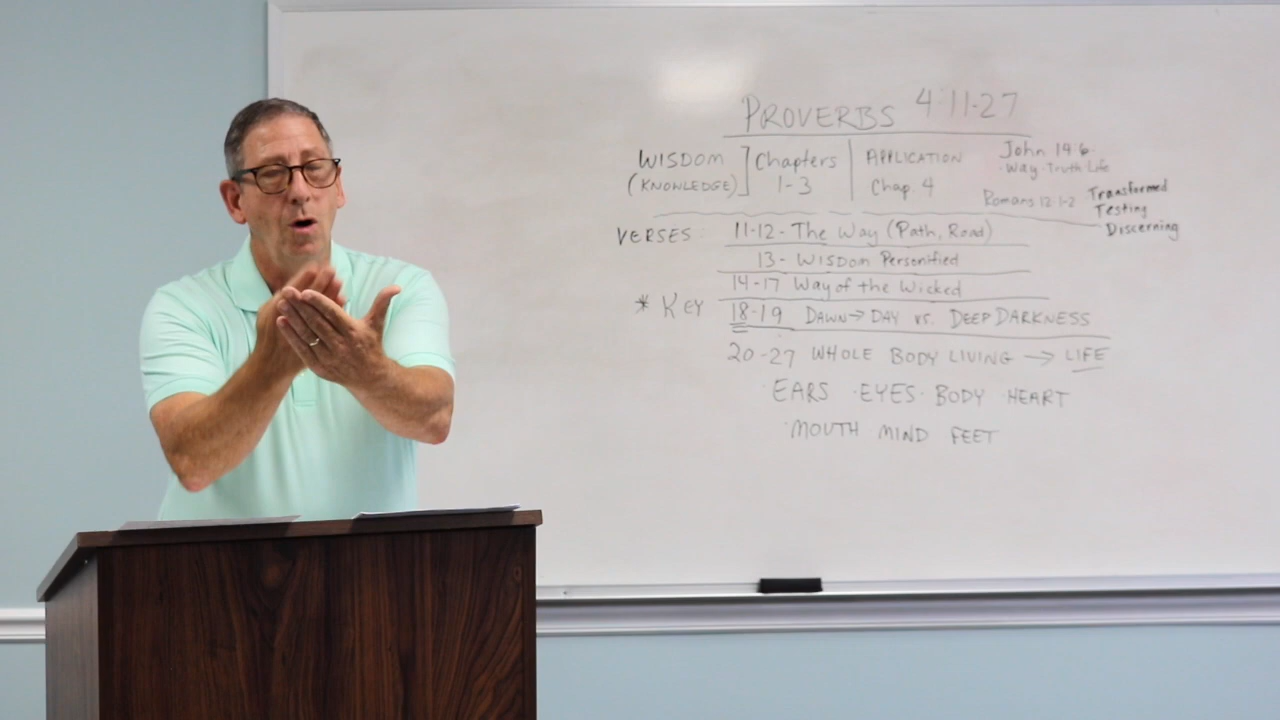 PROVERBS 4:11-27
WISDOM ] Chapters | APPLICATION
(KNOWLEDGE) ] 1-3 | Chap. 4
John 14:6
·Way·Truth·Life
Romans 12:1-2 Transformed
Testing
Discerning
VERSES: 11-12 - The Way (Path, Road)
13 - WISDOM Personified
14-17 Way of the Wicked
* KEY 18-19 DAWN → DAY vs. DEEP DARKNESS
20-27 WHOLE BODY LIVING → LIFE
·EARS ·EYES· BODY ·HEART
·MOUTH MIND FEET